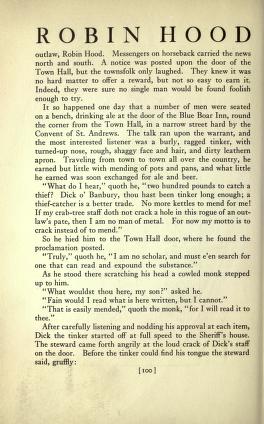 ROBIN HOOD
outlaw, Robin Hood. Messengers on horseback carried the news
north and south. A notice was posted upon the door of the
Town Hall, but the townsfolk only laughed. They knew it was
no hard matter to offer a reward, but not so easy to earn it.
Indeed, they were sure no single man would be found foolish
enough to try.
It so happened one day that a number of men were seated
on a bench, drinking ale at the door of the Blue Boar Inn, round
the corner from the Town Hall, in a narrow street hard by the
Convent of St. Andrews. The talk ran upon the warrant, and
the most interested listener was a burly, ragged tinker, with
turned-up nose, rough, shaggy face and hair, and dirty leathern
apron. Traveling from town to town all over the country, he
earned but little with mending of pots and pans, and what little
he earned was soon exchanged for ale and beer.
"What do I hear," quoth he, "two hundred pounds to catch a
thief? Dick o' Banbury, thou hast been tinker long enough; a
thief-catcher is a better trade. No more kettles to mend for me!
If my crab-tree staff doth not crack a hole in this rogue of an out-
law's pate, then I am no man of metal. For now my motto is to
crack instead of to mend."
So he hied him to the Town Hall door, where he found the
proclamation posted.
"Truly," quoth he, "I am no scholar, and must e'en search for
one that can read and expound the substance."
As he stood there scratching his head a cowled monk stepped
up to him.
"What wouldst thou here, my son?" asked he.
"Fain would I read what is here written, but I cannot."
"That is easily mended," quoth the monk, "for I will read it to
thee."
After carefully listening and nodding his approval at each item,
Dick the tinker started off at full speed to the Sheriff's house.
The steward came forth angrily at the loud crack of Dick's staff
on the door. Before the tinker could find his tongue the steward
said, gruffly:
[100]